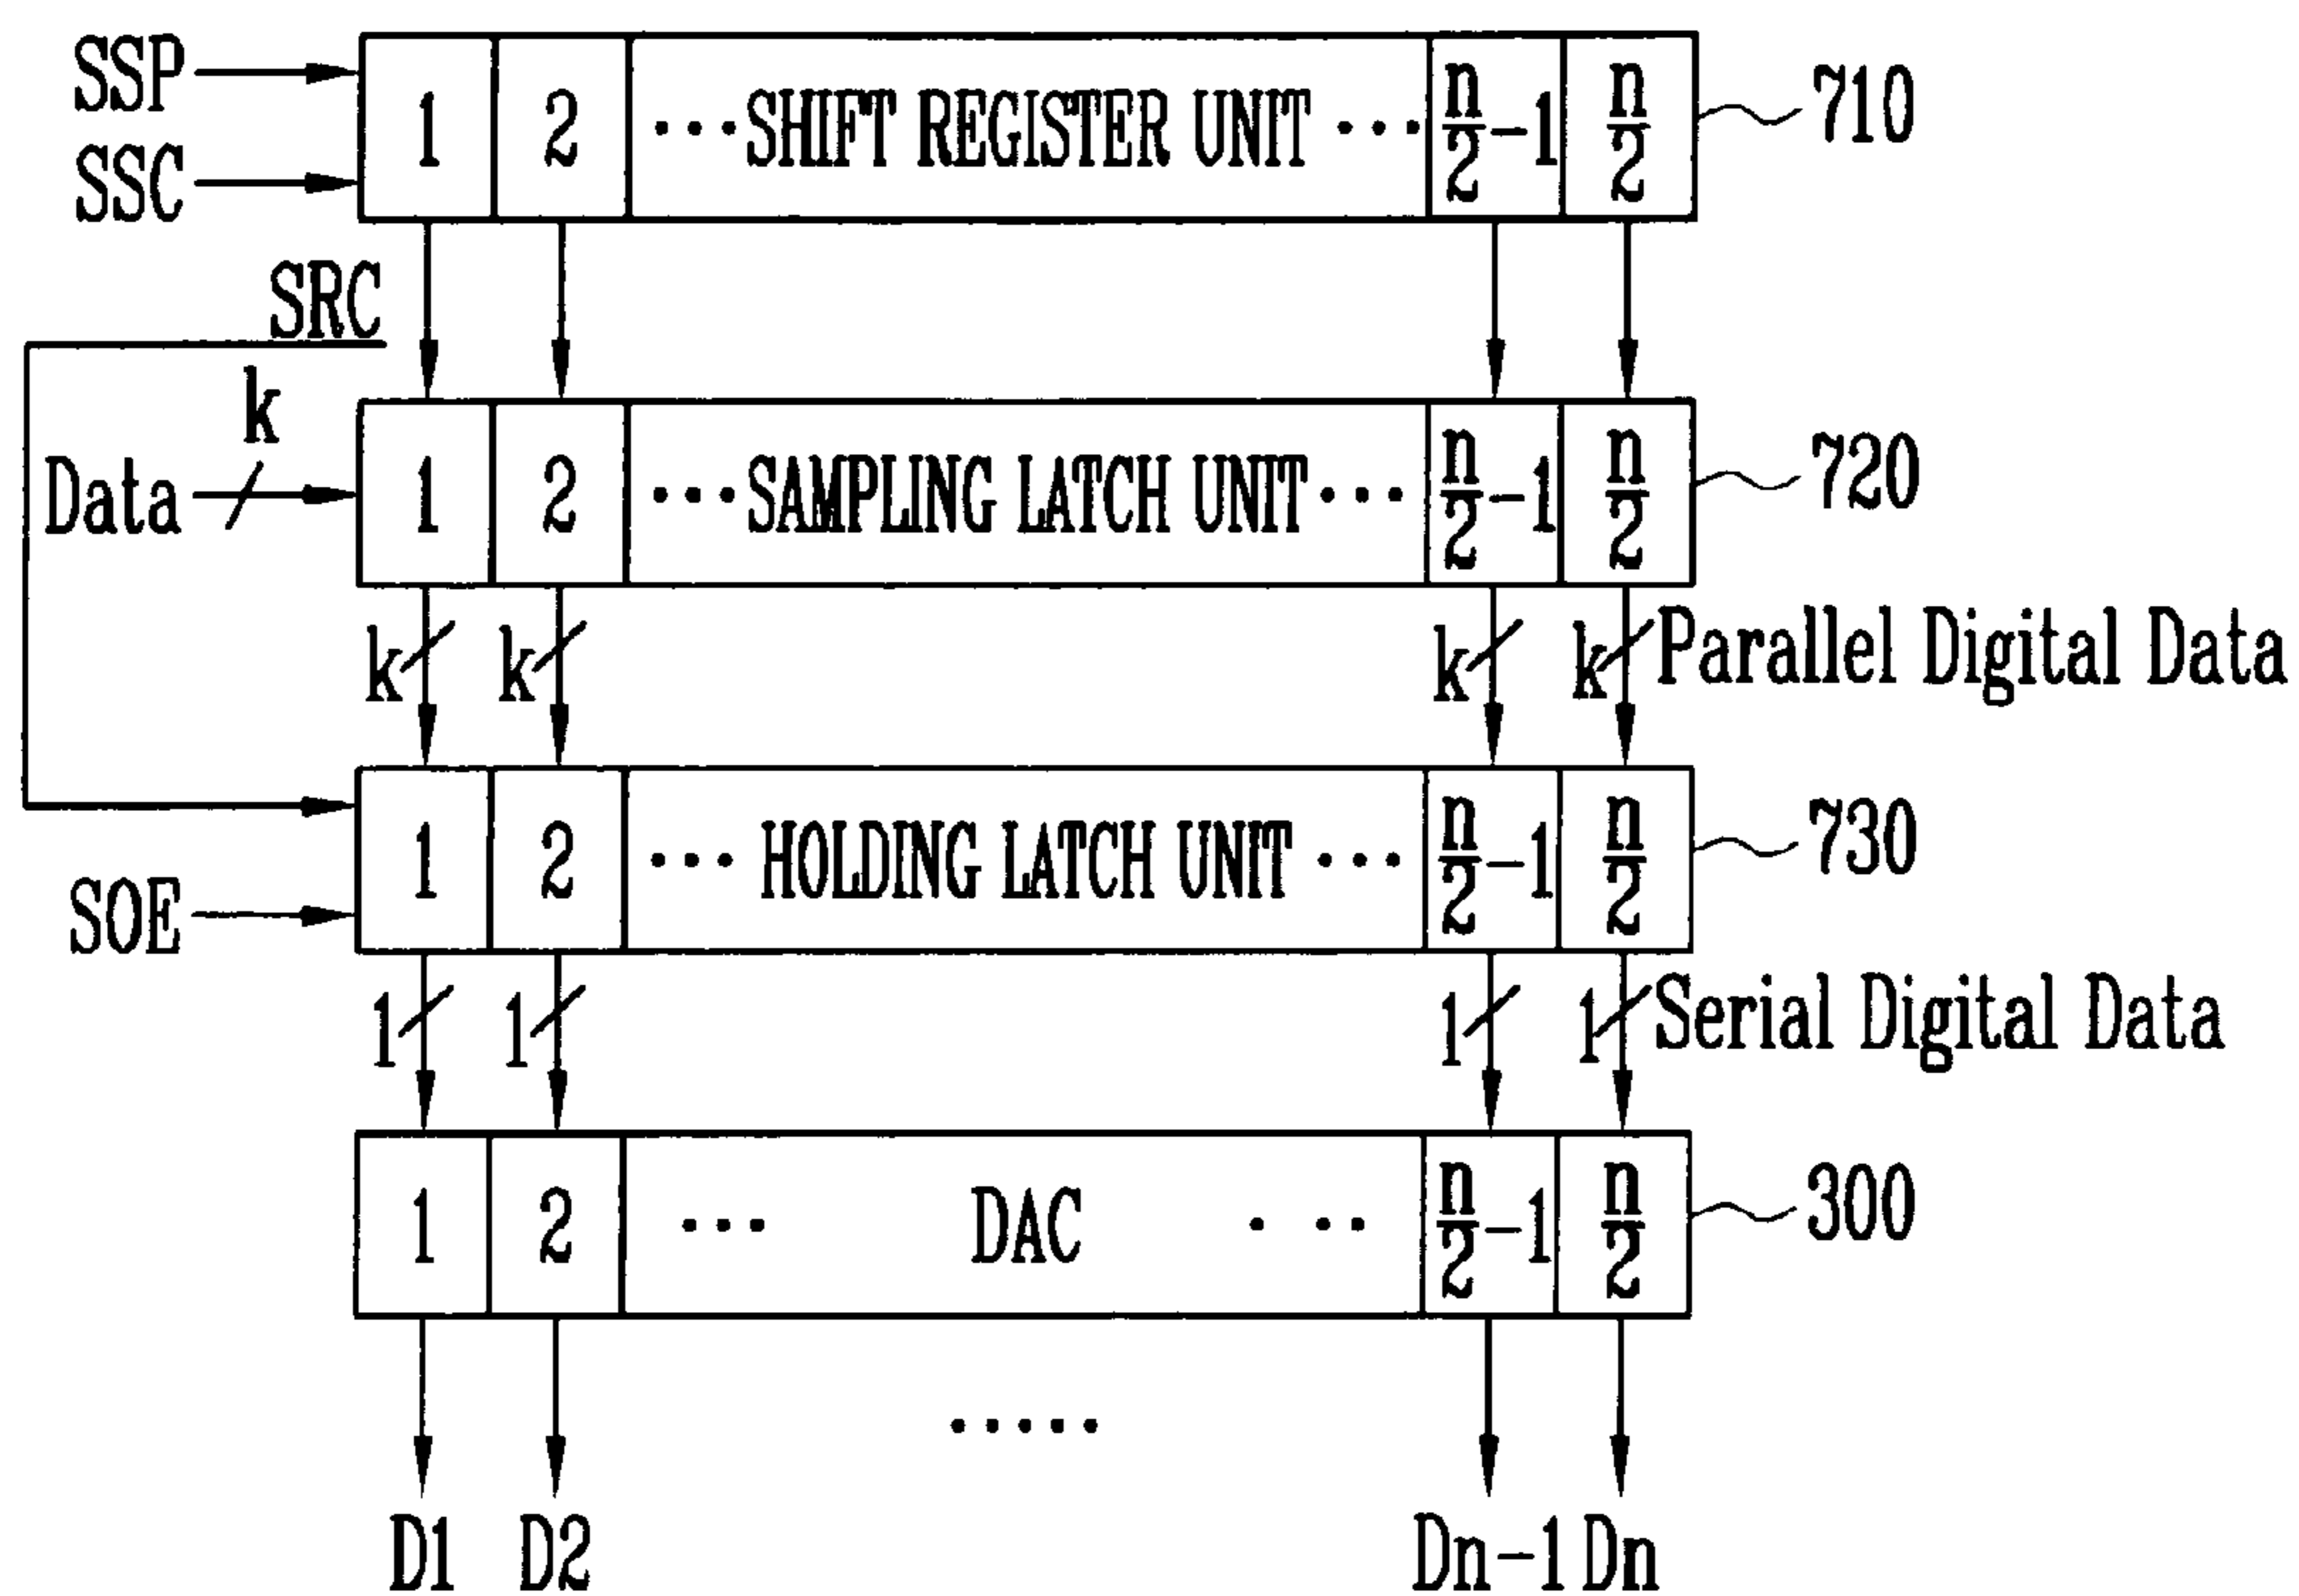 SSP
SSC
1 2 ···SHIFT REGISTER UNIT ··· n/2 -1 n/2
710
SRC
k
Data
1 2 ···SAMPLING LATCH UNIT··· n/2 -1 n/2
720
k k k k Parallel Digital Data
1 2 ··· HOLDING LATCH UNIT ··· n/2 -1 n/2
730
SOE
1 1 1 1 Serial Digital Data
1 2 ··· DAC · ·· n/2 -1 n/2
300
·····
D1 D2 Dn-1 Dn